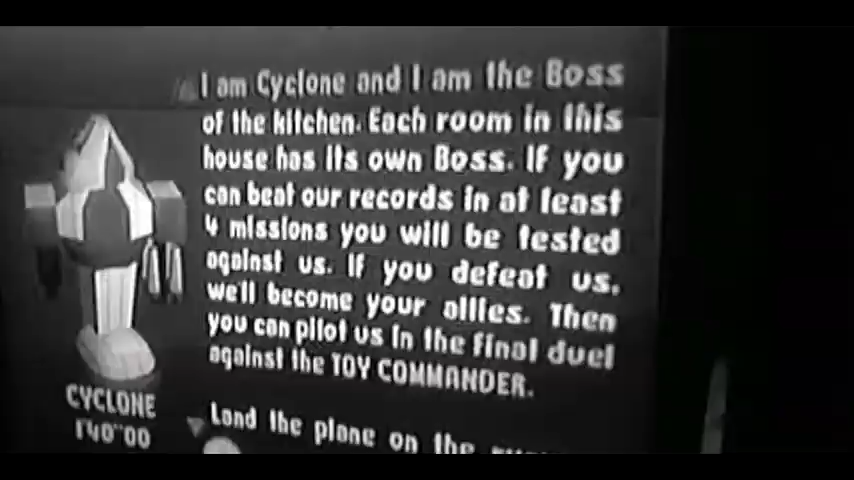 I am Cyclone and I am the Boss
of the kitchen. Each room in this
house has its own Boss. If you
can beat our records in at least
4 missions you will be tested
against us. If you defeat us,
we'll become your allies. Then
you can pilot us in the final duel
against the TOY COMMANDER.
CYCLONE
1'40"00
Land the plane on the